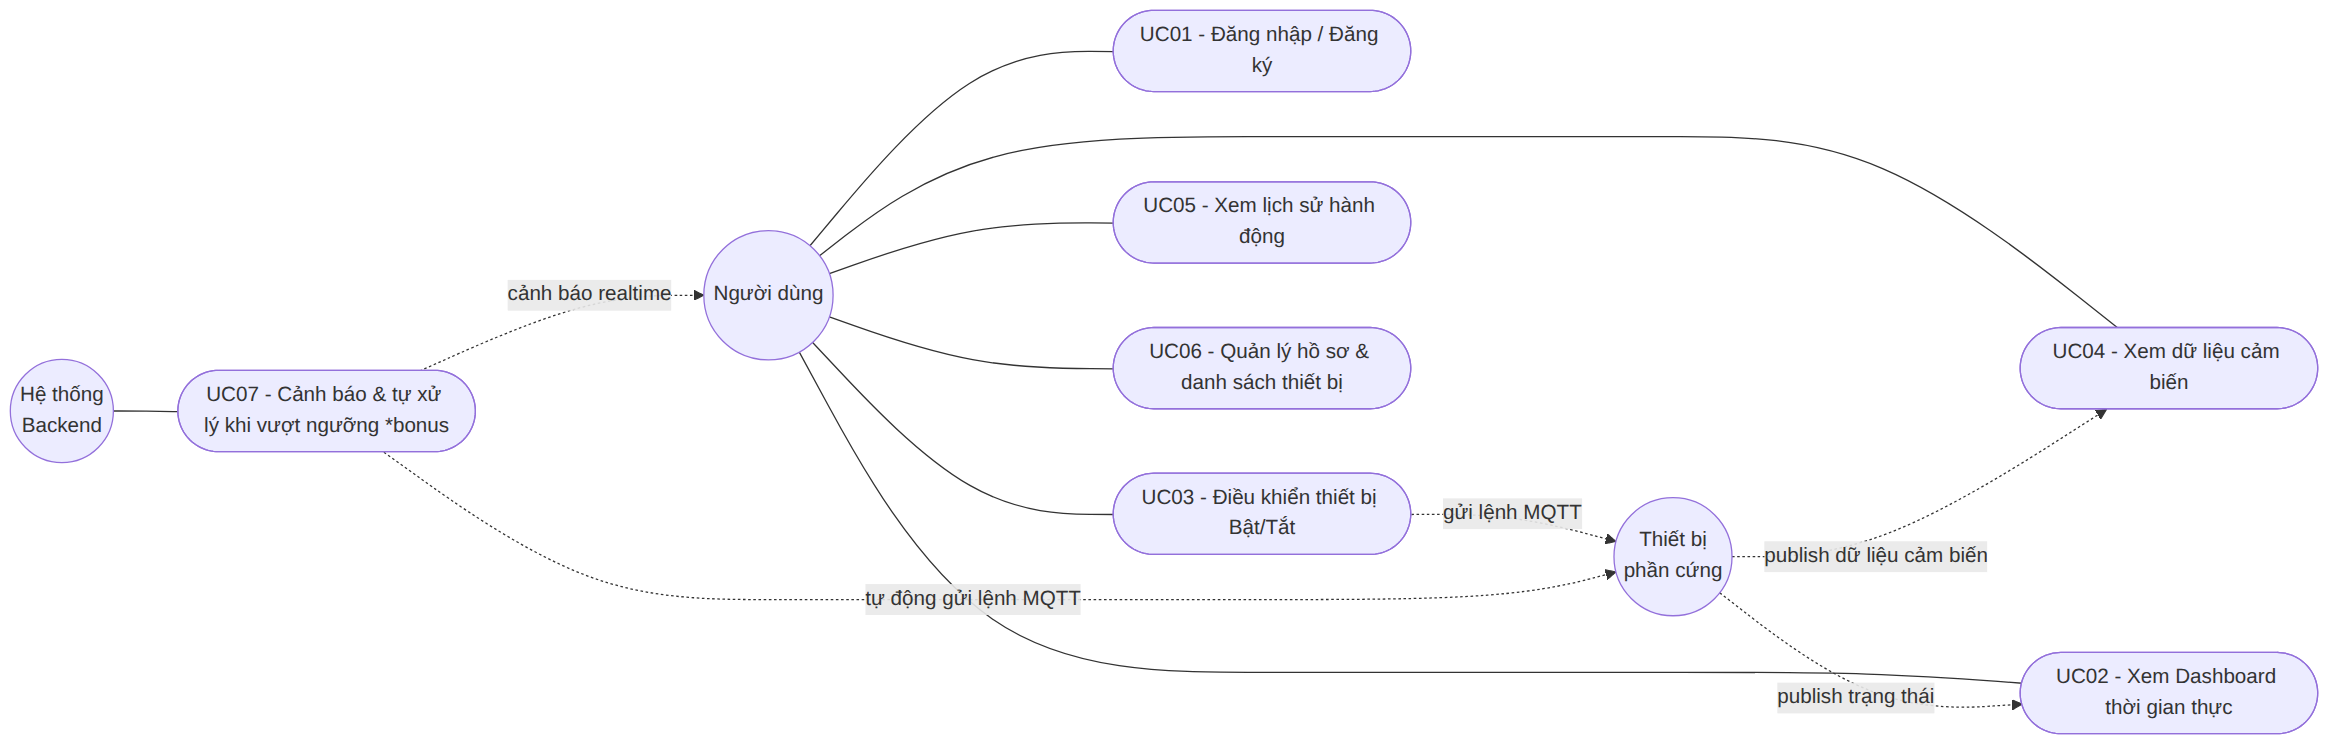 UC01 - Đăng nhập / Đăng
ký
UC05 - Xem lịch sử hành
động
cảnh báo realtime
Người dùng
Hệ thống
Backend
UC07 - Cảnh báo & tự xử
lý khi vượt ngưỡng *bonus
UC06 - Quản lý hồ sơ &
danh sách thiết bị
UC04 - Xem dữ liệu cảm
biến
UC03 - Điều khiển thiết bị
Bật/Tắt
gửi lệnh MQTT
Thiết bị
phần cứng
publish dữ liệu cảm biến
tự động gửi lệnh MQTT
publish trạng thái
UC02 - Xem Dashboard
thời gian thực